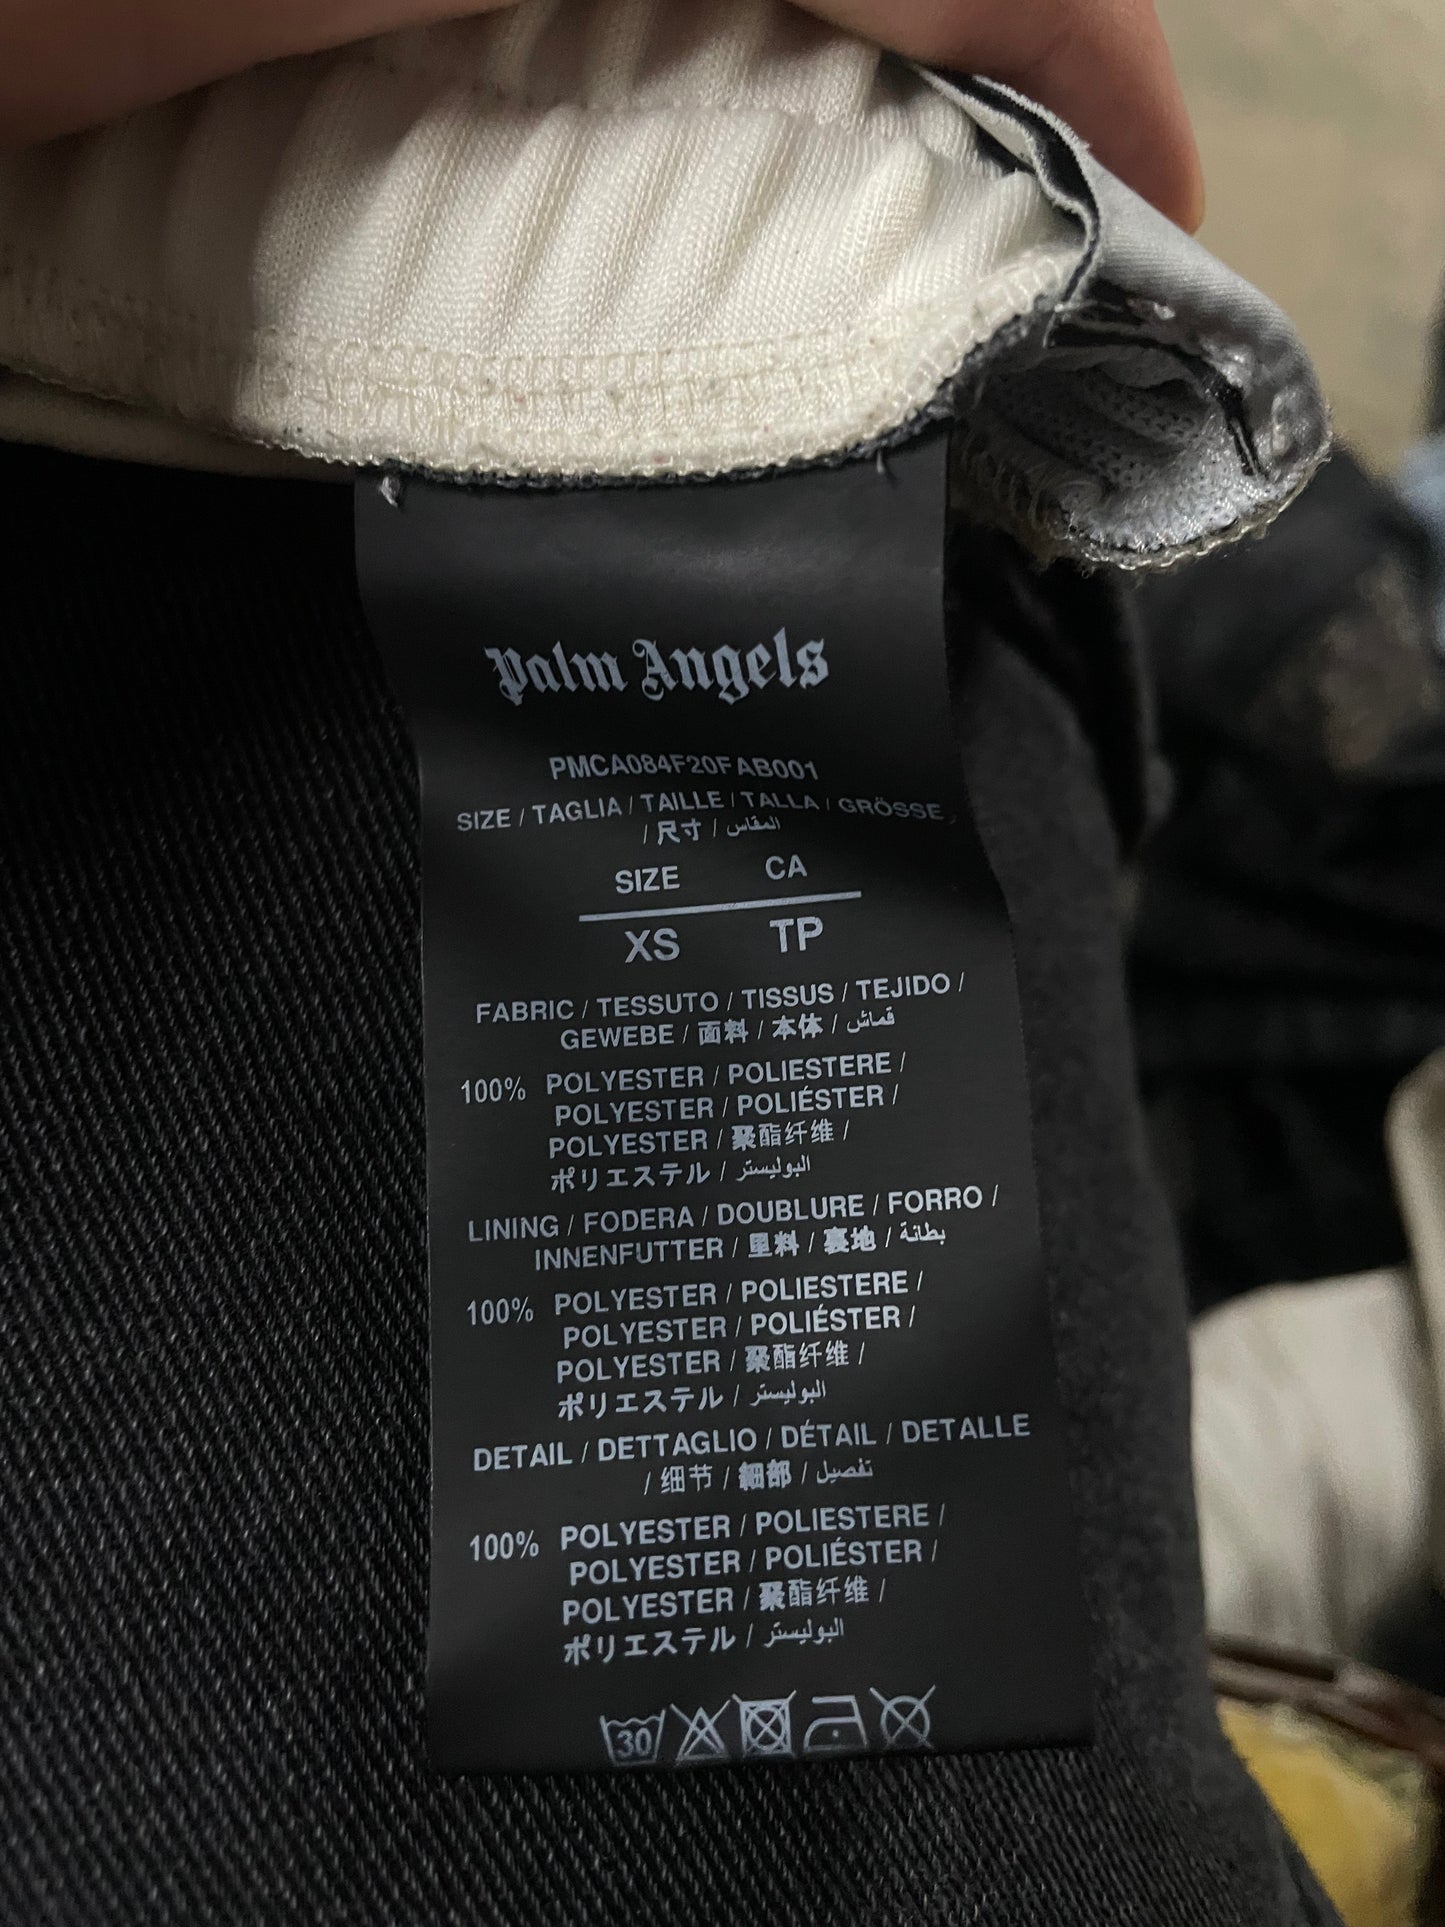 Palm Angels
PMCA084F20FAB001
SIZE / TAGLIA / TAILLE / TALLA / GRÖSSE
/ 尺寸 / المقاس
SIZE CA
XS TP
FABRIC / TESSUTO / TISSUS / TEJIDO /
GEWEBE / 面料 / 本体 / قماش
100% POLYESTER / POLIESTERE /
POLYESTER / POLIÉSTER /
POLYESTER / 聚酯纤维 /
ポリエステル / البوليستر
LINING / FODERA / DOUBLURE / FORRO /
INNENFUTTER / 里料 / 裏地 / بطانة
100% POLYESTER / POLIESTERE /
POLYESTER / POLIÉSTER /
POLYESTER / 聚酯纤维 /
ポリエステル / البوليستر
DETAIL / DETTAGLIO / DÉTAIL / DETALLE
/ 细节 / 細部 / تفصيل
100% POLYESTER / POLIESTERE /
POLYESTER / POLIÉSTER /
POLYESTER / 聚酯纤维 /
ポリエステル / البوليستر
30